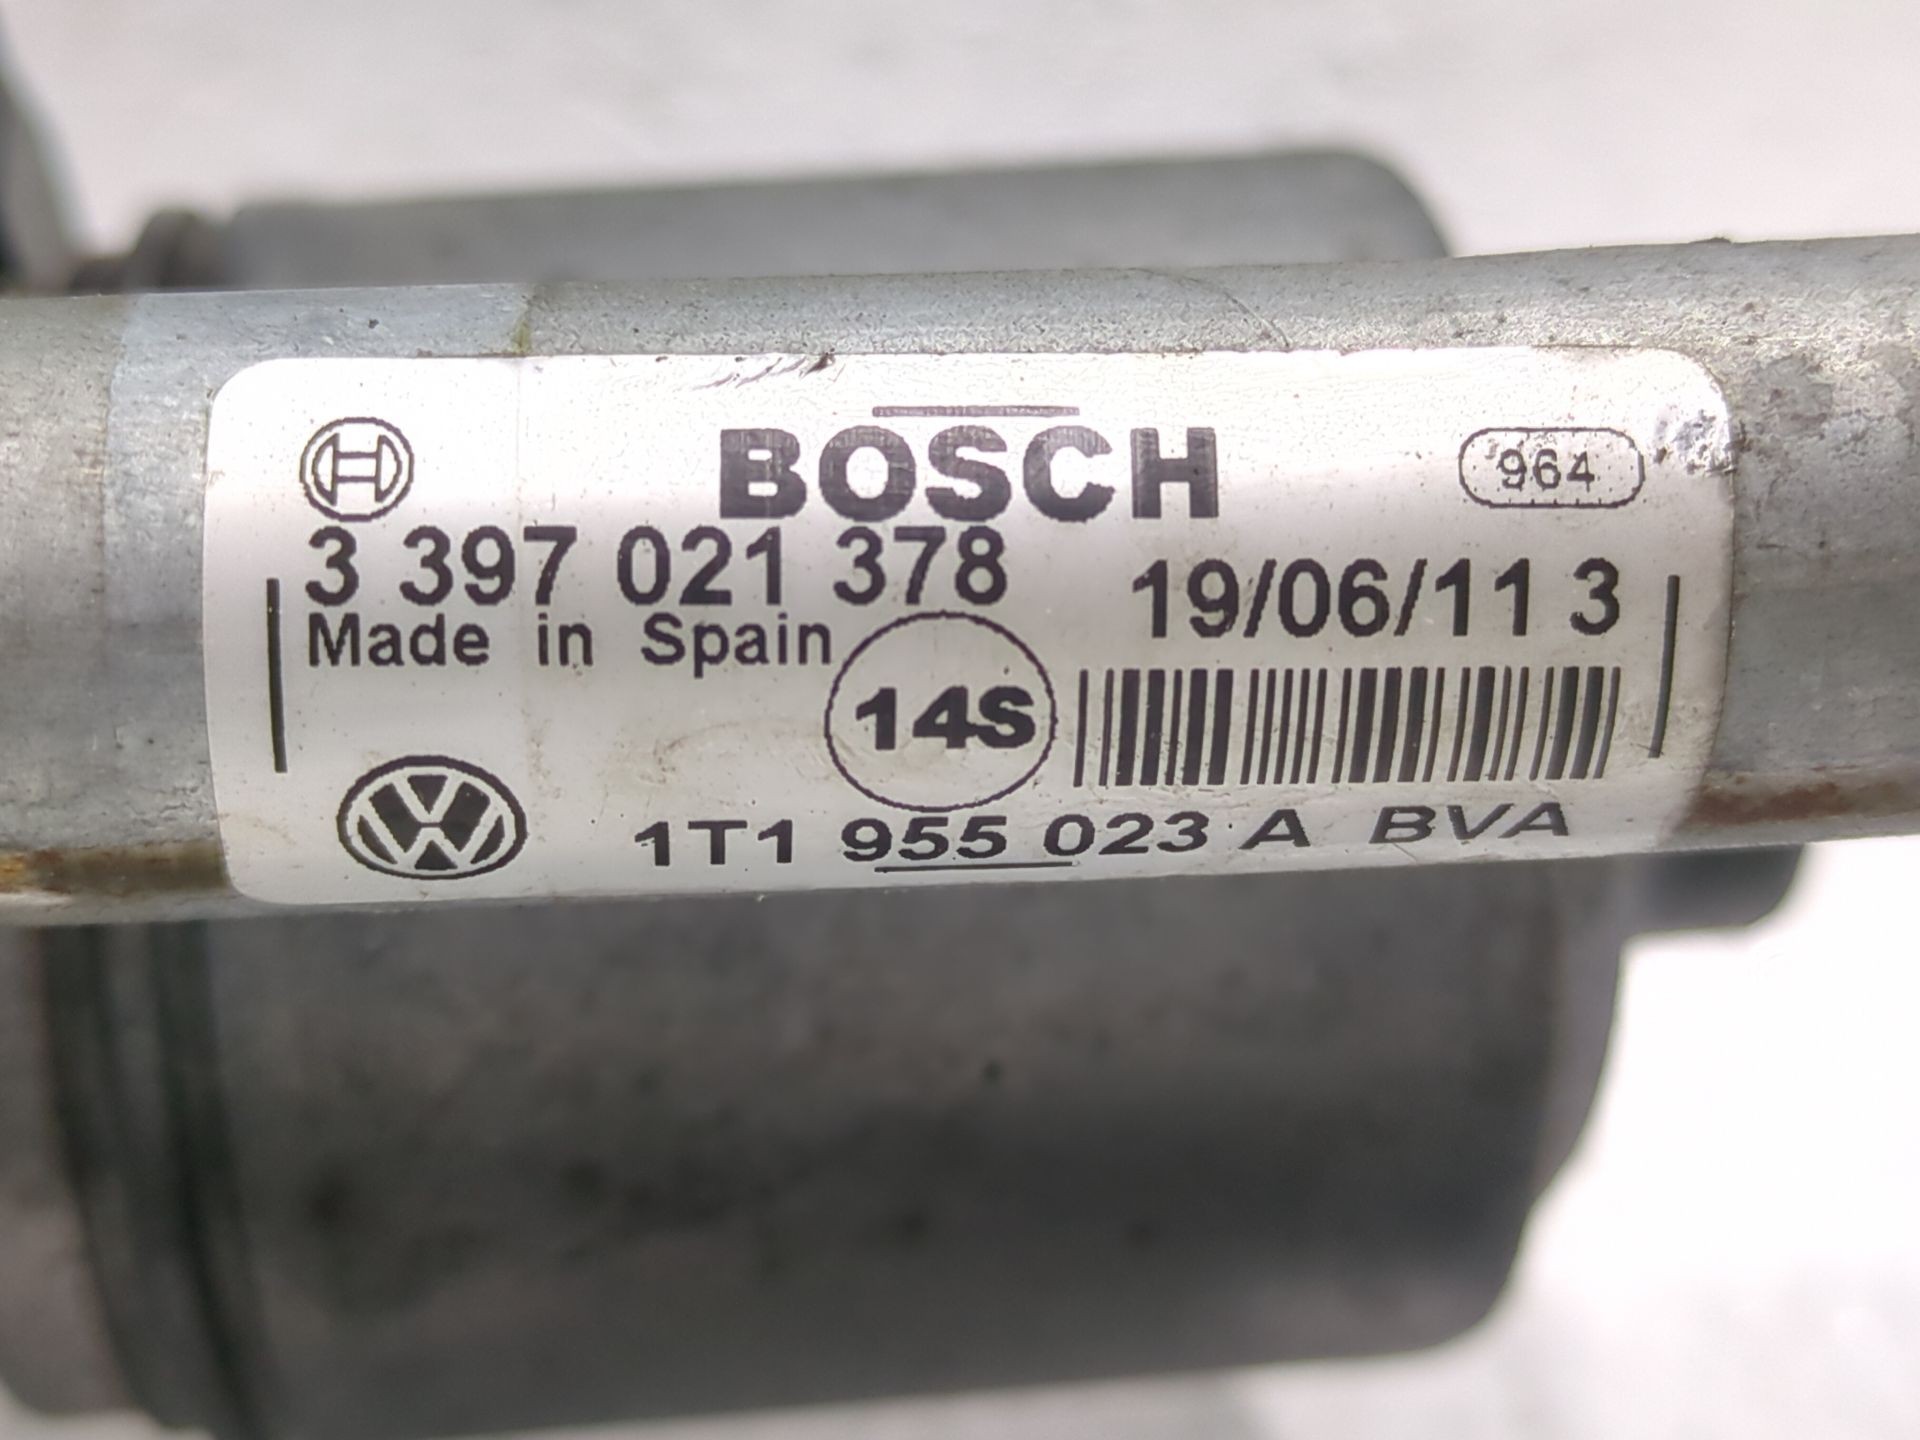 BOSCH
964
3 397 021 378
19/06/11 3
Made in Spain
14S
1T1 955 023 A BVA